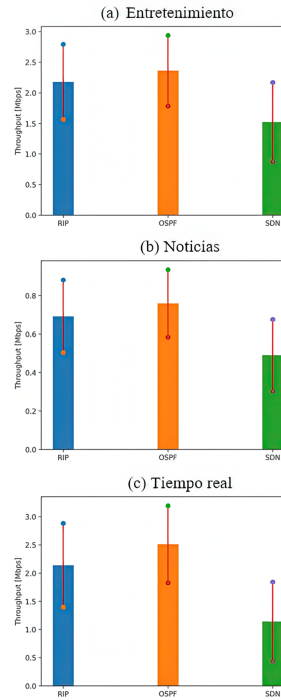 (a) Entretenimiento
Throughput [Mbps]
3.0
2.5
2.0
1.5
1.0
0.5
0.0
RIP OSPF SDN
(b) Noticias
Throughput [Mbps]
0.8
0.6
0.4
0.2
0.0
RIP OSPF SDN
(c) Tiempo real
Throughput [Mbps]
3.0
2.5
2.0
1.5
1.0
0.5
0.0
RIP OSPF SDN